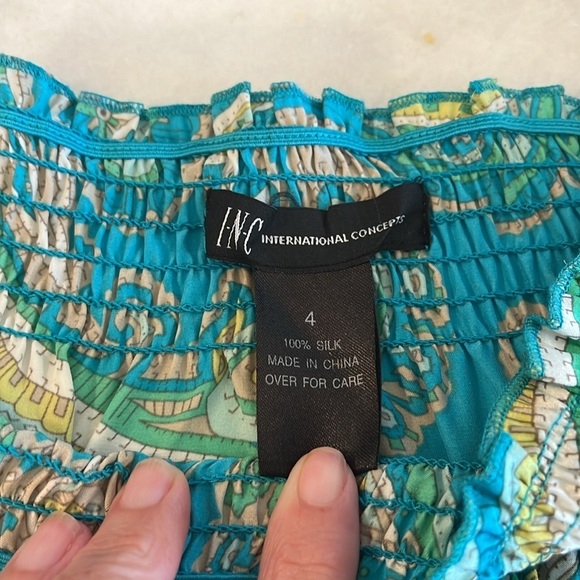 I·N·C INTERNATIONAL CONCEPTS
4
100% SILK
MADE IN CHINA
OVER FOR CARE